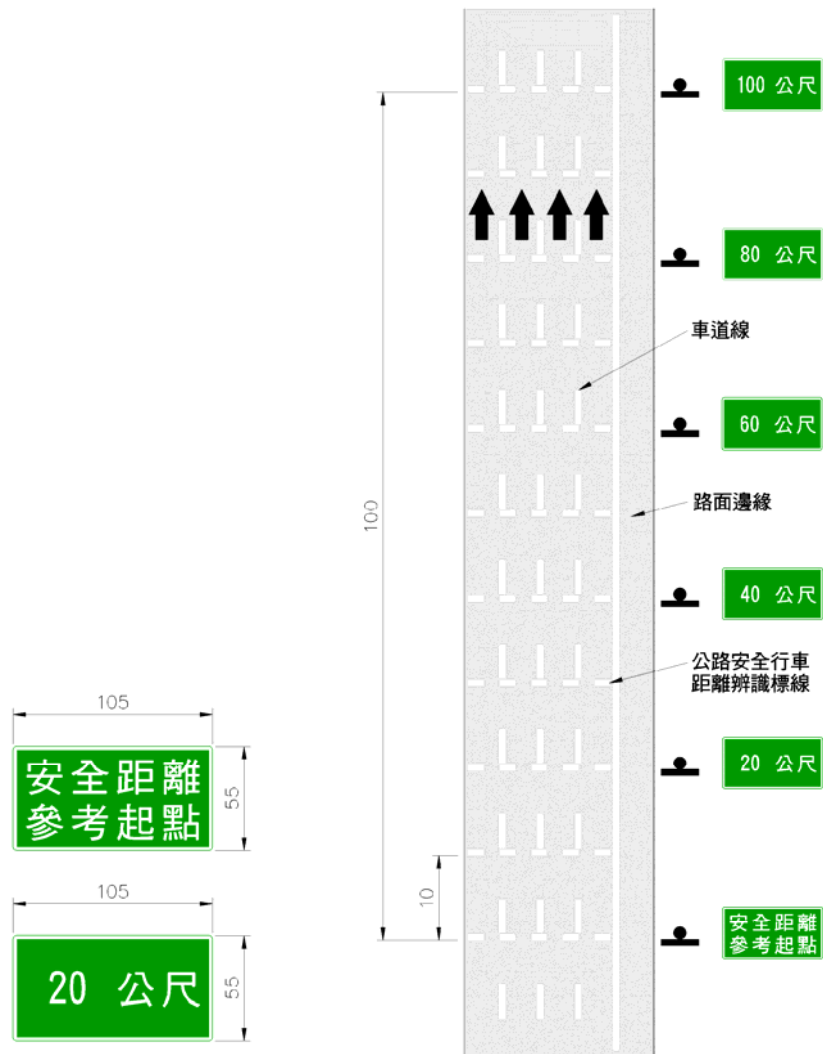 100 公尺
80 公尺
車道線
60 公尺
100
路面邊緣
40 公尺
公路安全行車
距離辨識標線
20 公尺
105
安全距離
參考起點
55
10
105
20 公尺
55
安全距離
參考起點